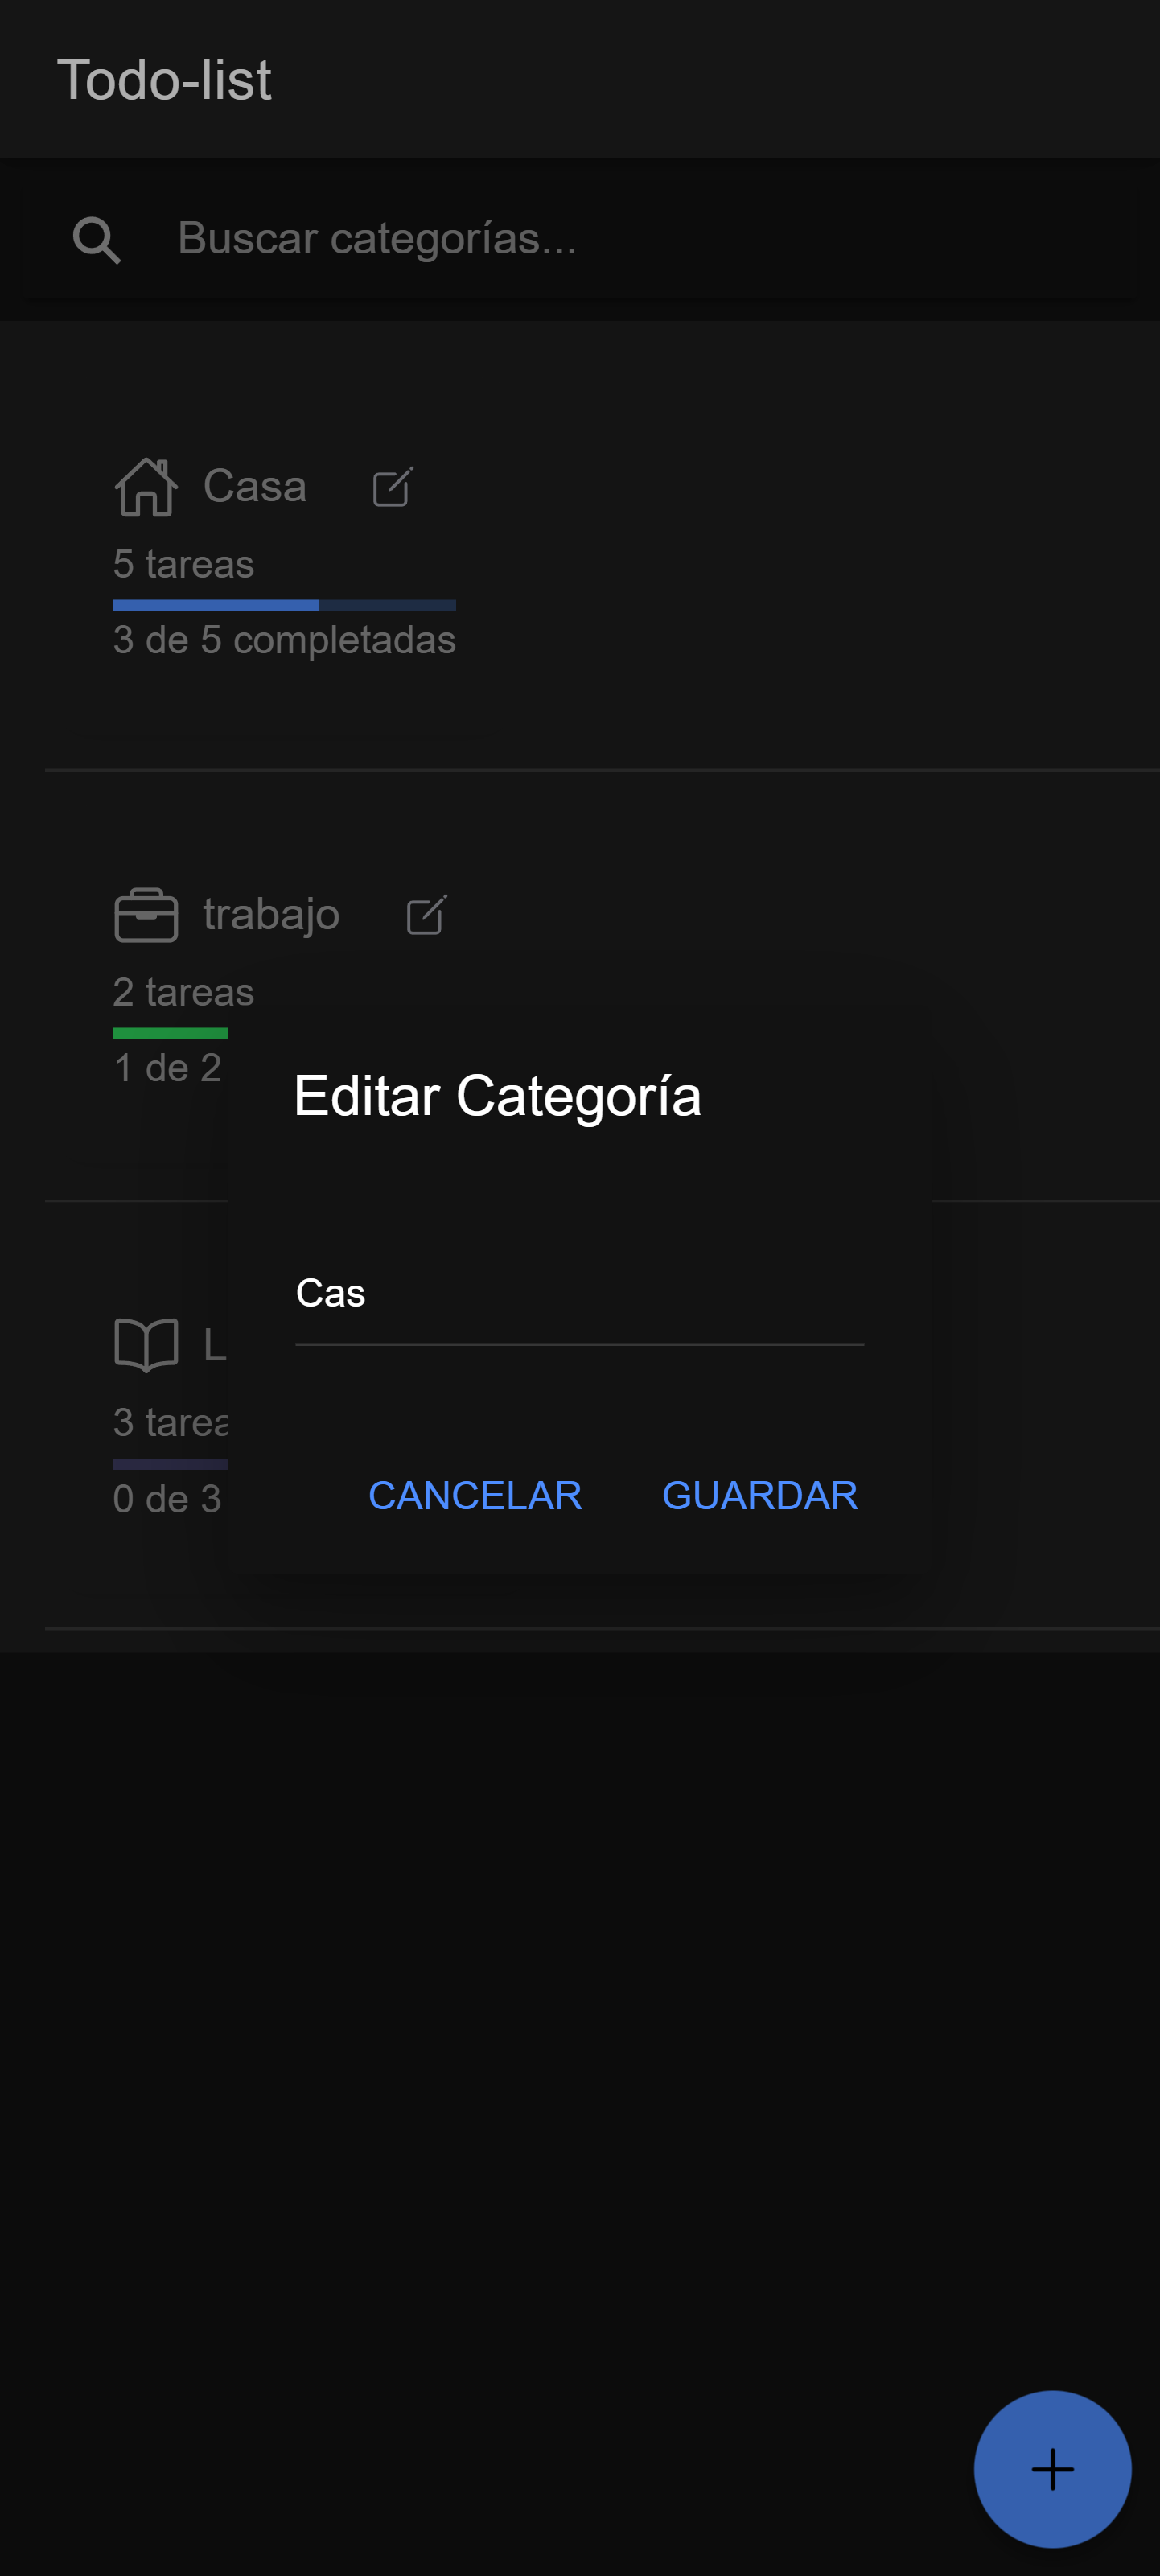 Todo-list
Buscar categorías...
Casa
5 tareas
3 de 5 completadas
trabajo
2 tareas
1 de 2
Editar Categoría
Cas
L
3 tarea
0 de 3
CANCELAR GUARDAR